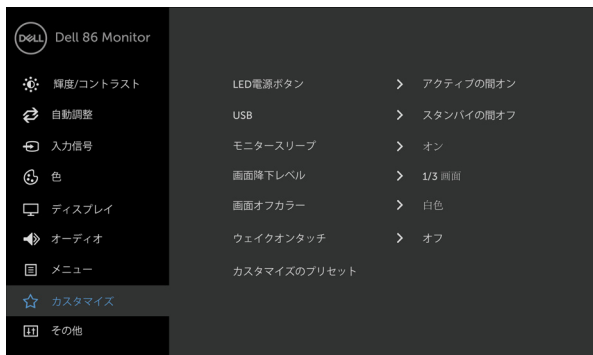 DELL Dell 86 Monitor
輝度/コントラスト
自動調整
入力信号
色
ディスプレイ
オーディオ
メニュー
カスタマイズ
その他
LED電源ボタン > アクティブの間オン
USB > スタンバイの間オフ
モニタースリープ > オン
画面降下レベル > 1/3 画面
画面オフカラー > 白色
ウェイクオンタッチ > オフ
カスタマイズのプリセット